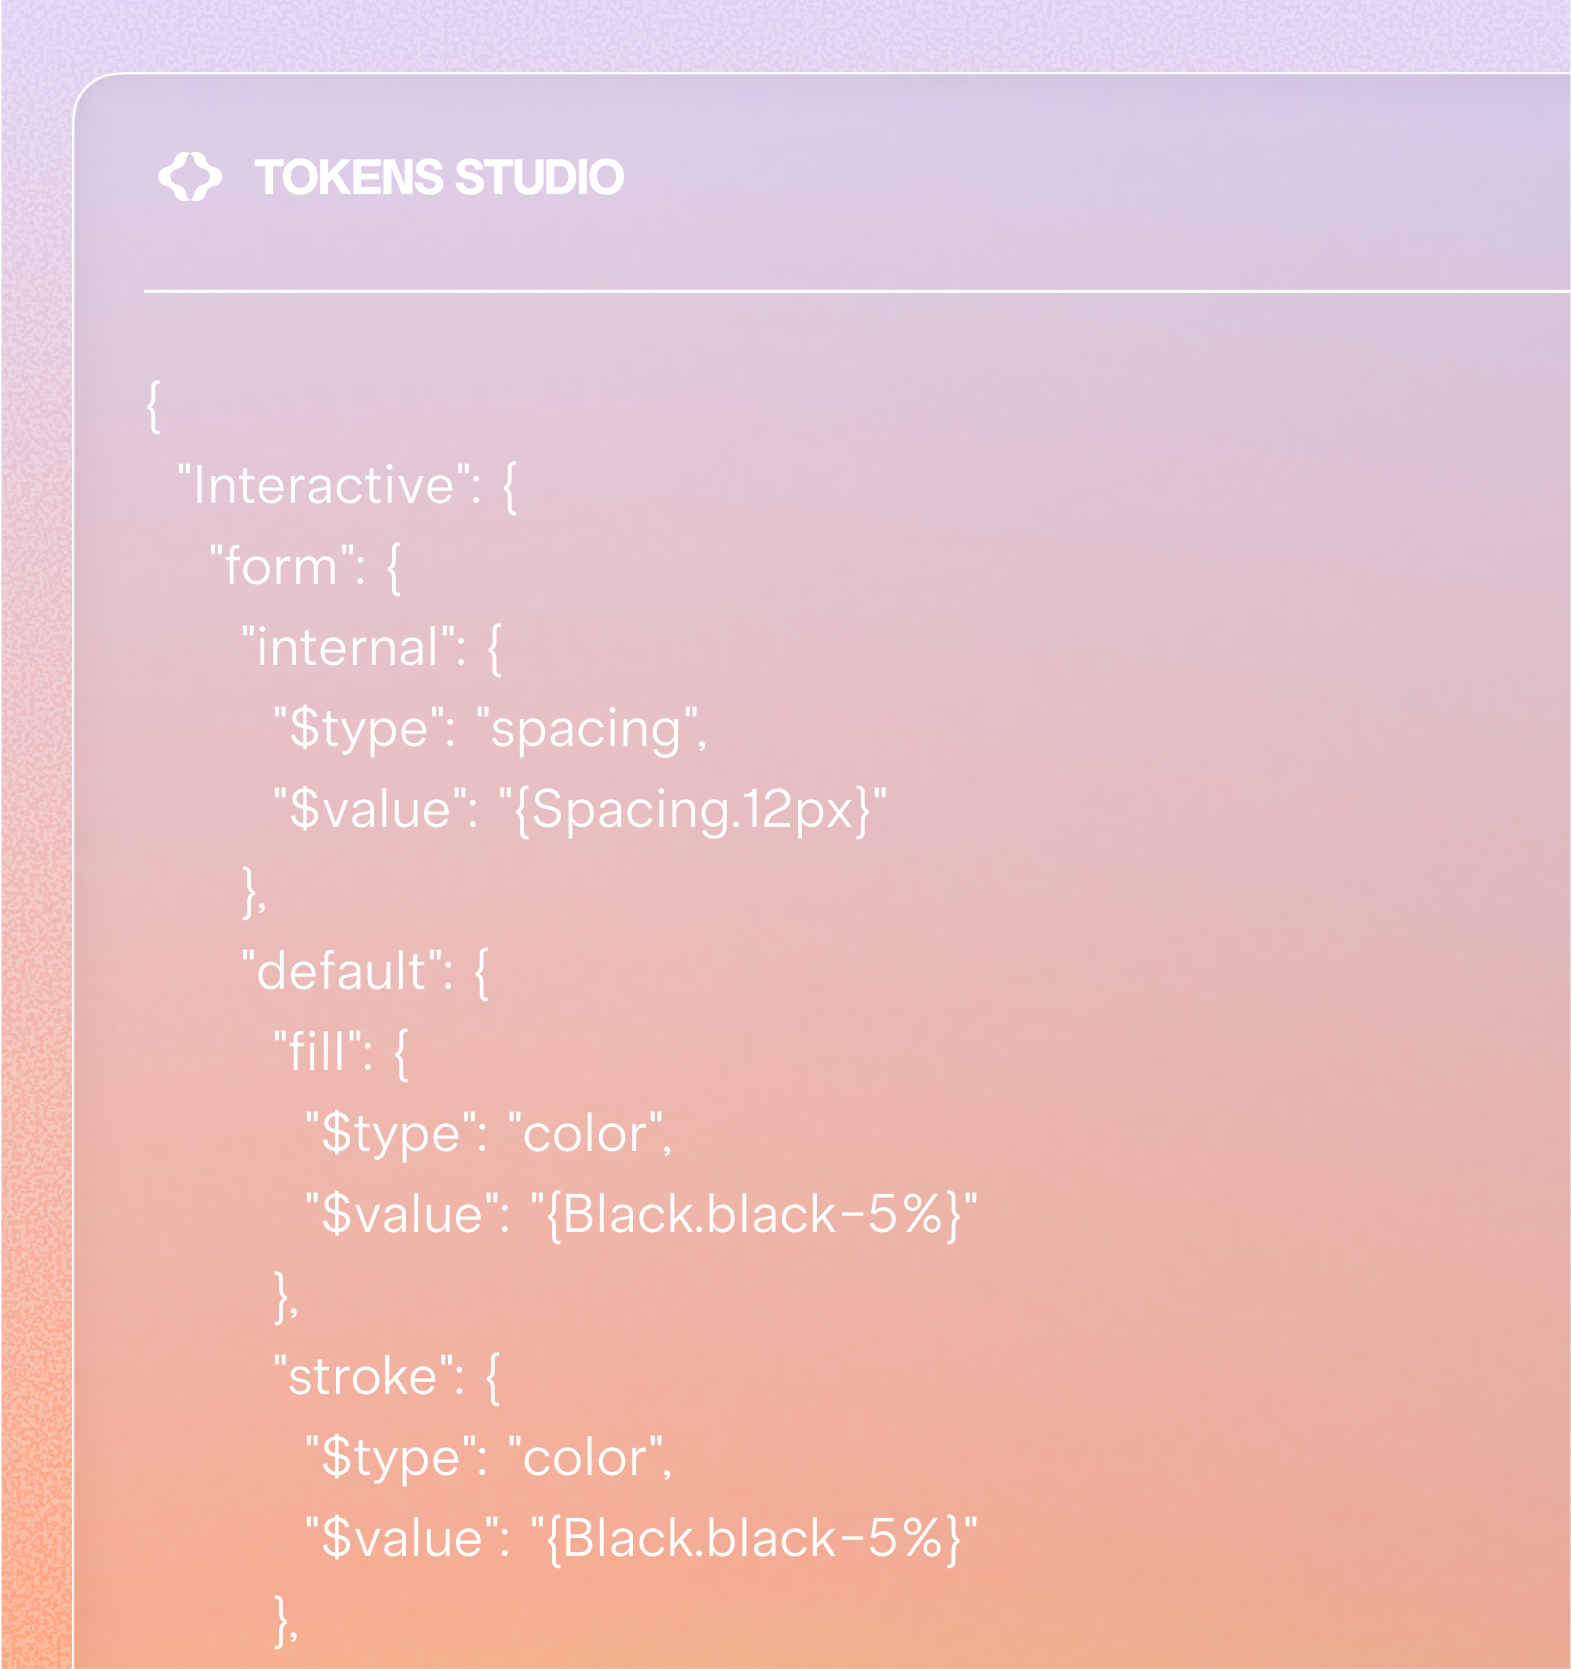 TOKENS STUDIO
{
"Interactive": {
"form": {
"internal": {
"$type": "spacing",
"$value": "{Spacing.12px}"
},
"default": {
"fill": {
"$type": "color",
"$value": "{Black.black-5%}"
},
"stroke": {
"$type": "color",
"$value": "{Black.black-5%}"
},